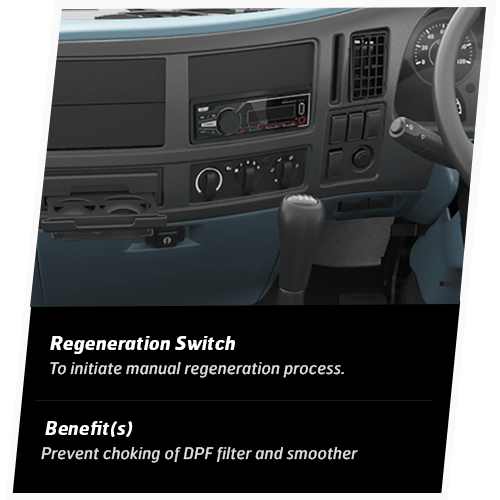 Regeneration Switch
To initiate manual regeneration process.
Benefit(s)
Prevent choking of DPF filter and smoother